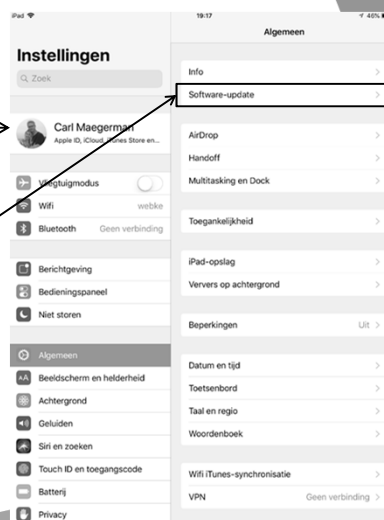 iPad
19:17
46%
Instellingen
Zoek
Carl Maegerman
Apple ID, iCloud, iTunes Store en...
Vliegtuigmodus
Wifi
webke
Bluetooth
Geen verbinding
Berichtgeving
Bedieningspaneel
Niet storen
Algemeen
AA Beeldscherm en helderheid
Achtergrond
Geluiden
Siri en zoeken
Touch ID en toegangscode
Batterij
Privacy
Algemeen
Info
Software-update
AirDrop
Handoff
Multitasking en Dock
Toegankelijkheid
iPad-opslag
Ververs op achtergrond
Beperkingen
Uit
Datum en tijd
Toetsenbord
Taal en regio
Woordenboek
Wifi iTunes-synchronisatie
VPN
Geen verbinding